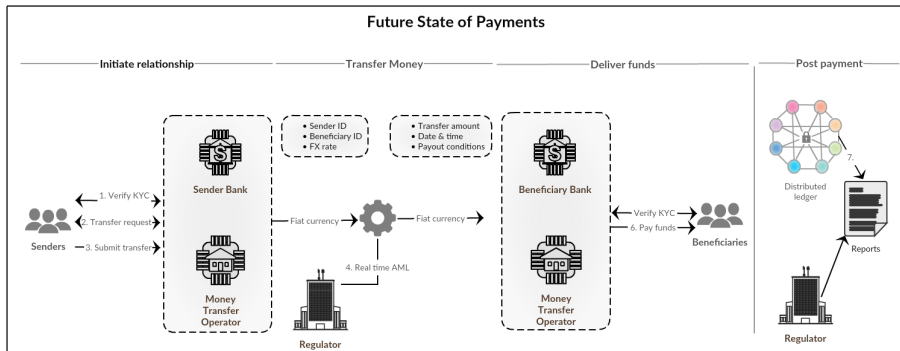 Future State of Payments
Initiate relationship
Transfer Money
Deliver funds
Post payment
• Sender ID
• Beneficiary ID
• FX rate
• Transfer amount
• Date & time
• Payout conditions
Sender Bank
Beneficiary Bank
1. Verify KYC
2. Transfer request
3. Submit transfer
Senders
Fiat currency
Fiat currency
Verify KYC
6. Pay funds
Beneficiaries
Money
Transfer
Operator
4. Real time AML
Regulator
Money
Transfer
Operator
7.
Distributed
ledger
Reports
Regulator